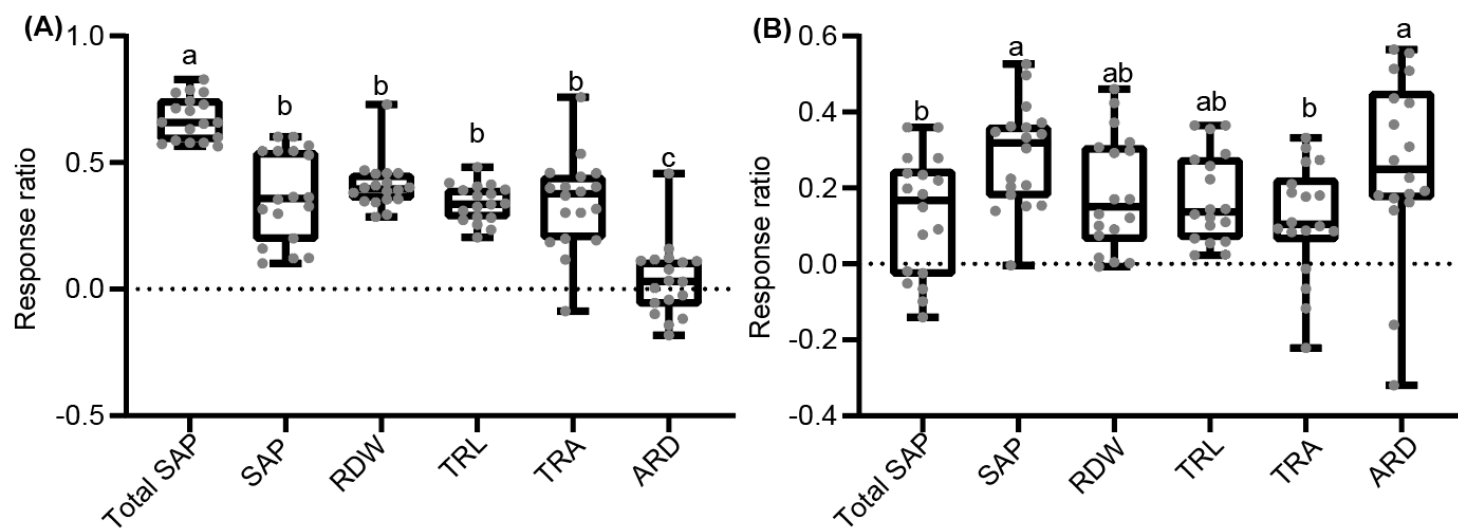 (A)
Response ratio
1.0
0.5
0.0
-0.5
a
b
b
b
b
c
Total SAP
SAP
RDW
TRL
TRA
ARD
(B)
Response ratio
0.6
0.4
0.2
0.0
-0.2
-0.4
b
a
ab
ab
b
a
Total SAP
SAP
RDW
TRL
TRA
ARD